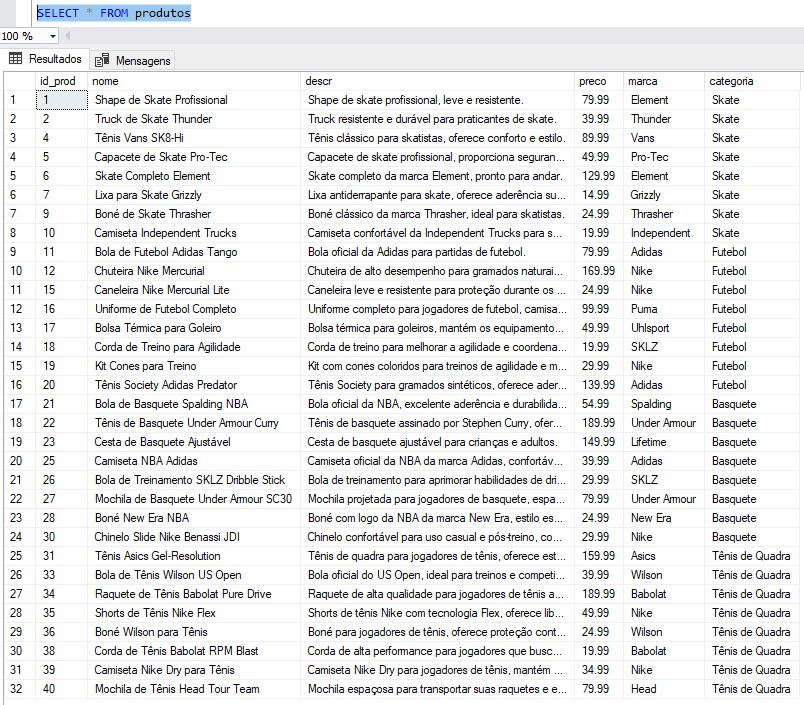 SELECT * FROM produtos
100 %
Resultados Mensagens
id_prod nome descr preco marca categoria
1 1 Shape de Skate Profissional Shape de skate profissional, leve e resistente. 79.99 Element Skate
2 2 Truck de Skate Thunder Truck resistente e durável para praticantes de skate. 39.99 Thunder Skate
3 4 Tênis Vans SK8-Hi Tênis clássico para skatistas, oferece conforto e estilo. 89.99 Vans Skate
4 5 Capacete de Skate Pro-Tec Capacete de skate profissional, proporciona seguran... 49.99 Pro-Tec Skate
5 6 Skate Completo Element Skate completo da marca Element, pronto para andar. 129.99 Element Skate
6 7 Lixa para Skate Grizzly Lixa antiderrapante para skate, oferece aderência su... 14.99 Grizzly Skate
7 9 Boné de Skate Thrasher Boné clássico da marca Thrasher, ideal para skatistas. 24.99 Thrasher Skate
8 10 Camiseta Independent Trucks Camiseta confortável da Independent Trucks para s... 19.99 Independent Skate
9 11 Bola de Futebol Adidas Tango Bola oficial da Adidas para partidas de futebol. 79.99 Adidas Futebol
10 12 Chuteira Nike Mercurial Chuteira de alto desempenho para gramados naturai... 169.99 Nike Futebol
11 15 Caneleira Nike Mercurial Lite Caneleira leve e resistente para proteção durante os ... 24.99 Nike Futebol
12 16 Uniforme de Futebol Completo Uniforme completo para jogadores de futebol, camisa... 99.99 Puma Futebol
13 17 Bolsa Térmica para Goleiro Bolsa térmica para goleiros, mantém os equipamento... 49.99 Uhlsport Futebol
14 18 Corda de Treino para Agilidade Corda de treino para melhorar a agilidade e coordena... 19.99 SKLZ Futebol
15 19 Kit Cones para Treino Kit com cones coloridos para treinos de agilidade e m... 29.99 Nike Futebol
16 20 Tênis Society Adidas Predator Tênis Society para gramados sintéticos, oferece ader... 139.99 Adidas Futebol
17 21 Bola de Basquete Spalding NBA Bola oficial da NBA, excelente aderência e durabilida... 54.99 Spalding Basquete
18 22 Tênis de Basquete Under Armour Curry Tênis de basquete assinado por Stephen Curry, ofer... 189.99 Under Armour Basquete
19 23 Cesta de Basquete Ajustável Cesta de basquete ajustável para crianças e adultos. 149.99 Lifetime Basquete
20 25 Camiseta NBA Adidas Camiseta oficial da NBA da marca Adidas, confortáv... 39.99 Adidas Basquete
21 26 Bola de Treinamento SKLZ Dribble Stick Bola de treinamento para aprimorar habilidades de dri... 29.99 SKLZ Basquete
22 27 Mochila de Basquete Under Armour SC30 Mochila projetada para jogadores de basquete, espa... 79.99 Under Armour Basquete
23 28 Boné New Era NBA Boné com logo da NBA da marca New Era, estilo es... 24.99 New Era Basquete
24 30 Chinelo Slide Nike Benassi JDI Chinelo confortável para uso casual e pós-treino, co... 29.99 Nike Basquete
25 31 Tênis Asics Gel-Resolution Tênis de quadra para jogadores de tênis, oferece est... 159.99 Asics Tênis de Quadra
26 33 Bola de Tênis Wilson US Open Bola oficial do US Open, ideal para treinos e competi... 39.99 Wilson Tênis de Quadra
27 34 Raquete de Tênis Babolat Pure Drive Raquete de alta qualidade para jogadores de tênis a... 189.99 Babolat Tênis de Quadra
28 35 Shorts de Tênis Nike Flex Shorts de tênis Nike com tecnologia Flex, oferece lib... 49.99 Nike Tênis de Quadra
29 36 Boné Wilson para Tênis Boné para jogadores de tênis, oferece proteção cont... 24.99 Wilson Tênis de Quadra
30 38 Corda de Tênis Babolat RPM Blast Corda de alta performance para jogadores que busc... 19.99 Babolat Tênis de Quadra
31 39 Camiseta Nike Dry para Tênis Camiseta Nike Dry para jogadores de tênis, mantém ... 34.99 Nike Tênis de Quadra
32 40 Mochila de Tênis Head Tour Team Mochila espaçosa para transportar suas raquetes e e... 79.99 Head Tênis de Quadra